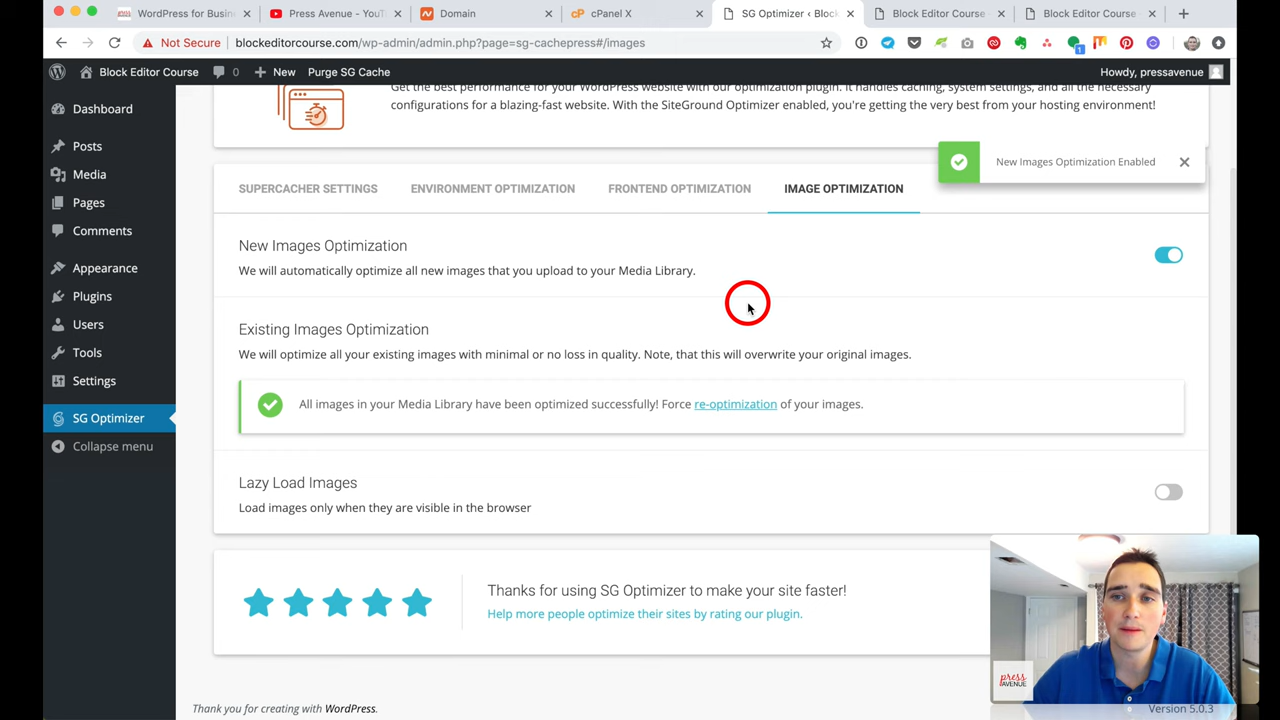 WordPress for Busin
Press Avenue - You
Domain
cPanel X
SG Optimizer ‹ Block
Block Editor Course
Block Editor Course
Not Secure
blockeditorcourse.com/wp-admin/admin.php?page=sg-cachepress#/images
Block Editor Course
0
New
Purge SG Cache
Howdy, pressavenue
Dashboard
Posts
Media
Pages
Comments
Appearance
Plugins
Users
Tools
Settings
SG Optimizer
Collapse menu
Get the best performance for your WordPress website with our optimization plugin. It handles caching, system settings, and all the necessary
configurations for a blazing-fast website. With the SiteGround Optimizer enabled, you're getting the very best from your hosting environment!
New Images Optimization Enabled
SUPERCACHER SETTINGS
ENVIRONMENT OPTIMIZATION
FRONTEND OPTIMIZATION
IMAGE OPTIMIZATION
New Images Optimization
We will automatically optimize all new images that you upload to your Media Library.
Existing Images Optimization
We will optimize all your existing images with minimal or no loss in quality. Note, that this will overwrite your original images.
All images in your Media Library have been optimized successfully! Force re-optimization of your images.
Lazy Load Images
Load images only when they are visible in the browser
Thanks for using SG Optimizer to make your site faster!
Help more people optimize their sites by rating our plugin.
press
AVENUE
Thank you for creating with WordPress.
Version 5.0.3